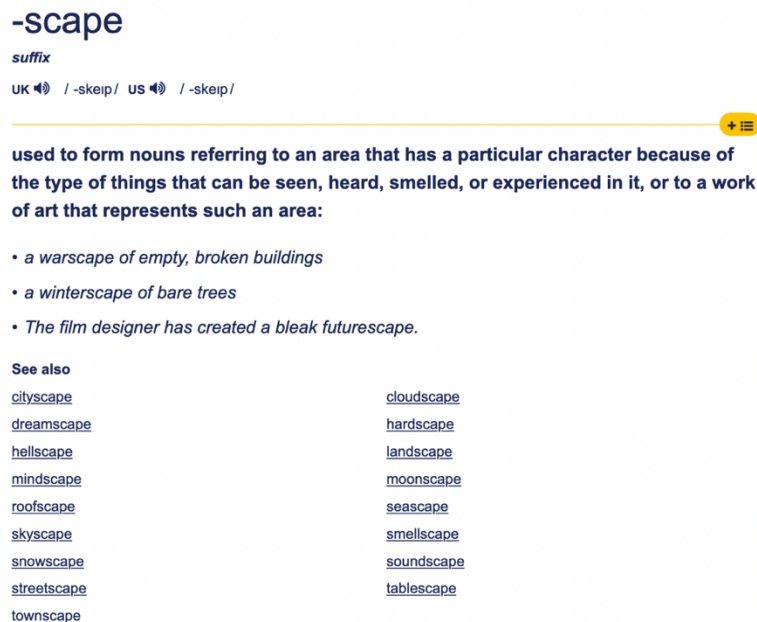 -scape
suffix
UK /-skeɪp/ US /-skeɪp/
used to form nouns referring to an area that has a particular character because of
the type of things that can be seen, heard, smelled, or experienced in it, or to a work
of art that represents such an area:
• a warscape of empty, broken buildings
• a winterscape of bare trees
• The film designer has created a bleak futurescape.
See also
cityscape
dreamscape
hellscape
mindscape
roofscape
skyscape
snowscape
streetscape
townscape
cloudscape
hardscape
landscape
moonscape
seascape
smellscape
soundscape
tablescape